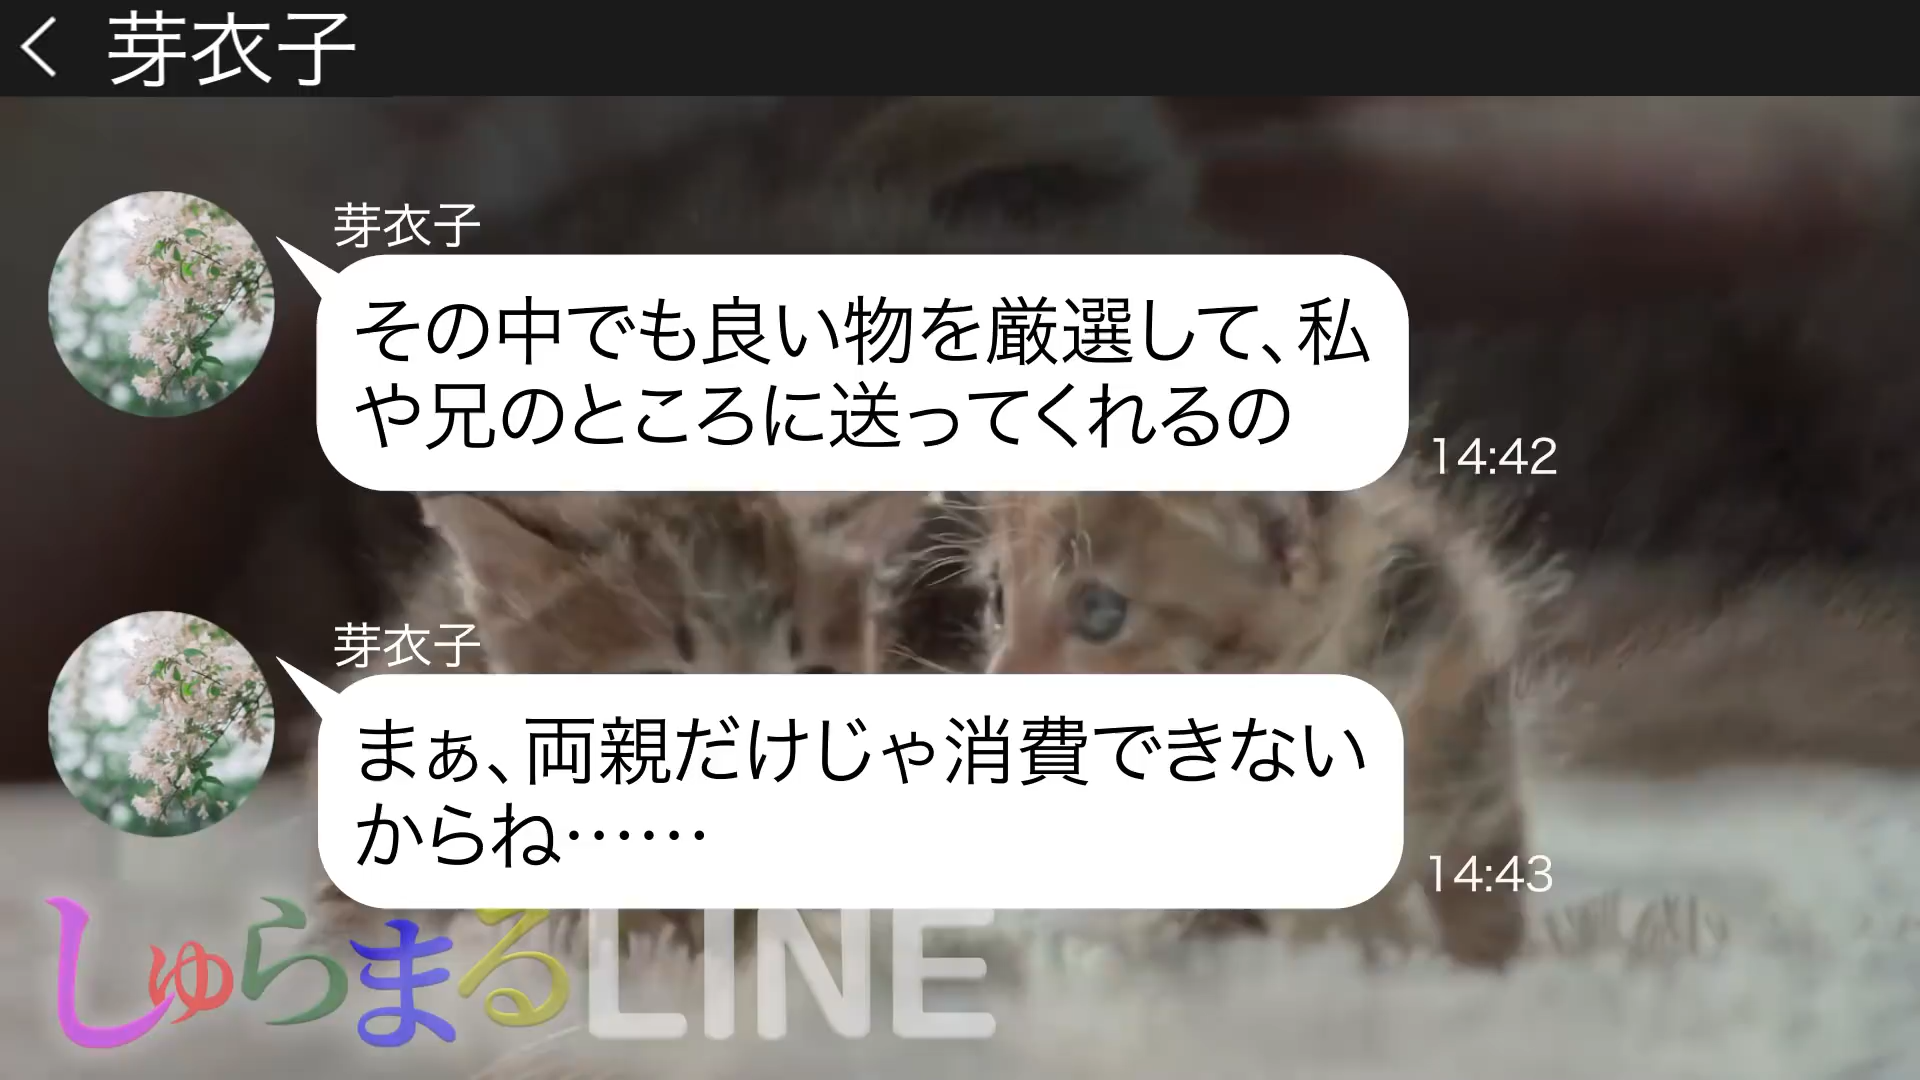 芽衣子
芽衣子
その中でも良い物を厳選して、私
や兄のところに送ってくれるの
14:42
芽衣子
まぁ、両親だけじゃ消費できない
からね……
14:43
しゅらまるLINE